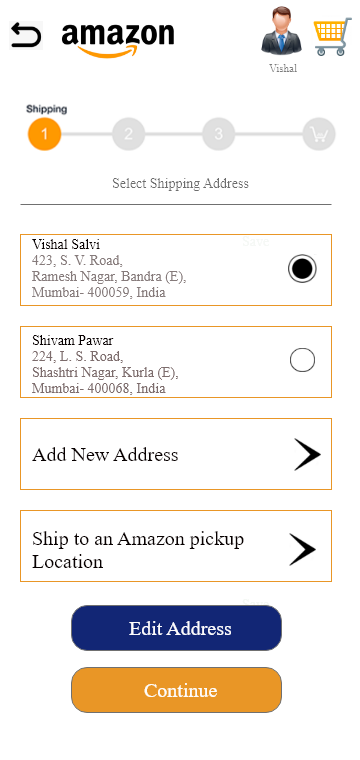 amazon
Vishal
Shipping
1
2
3
Select Shipping Address
Save
Vishal Salvi
423, S. V. Road,
Ramesh Nagar, Bandra (E),
Mumbai- 400059, India
Shivam Pawar
224, L. S. Road,
Shashtri Nagar, Kurla (E),
Mumbai- 400068, India
Add New Address
Ship to an Amazon pickup
Location
Edit Address
Continue